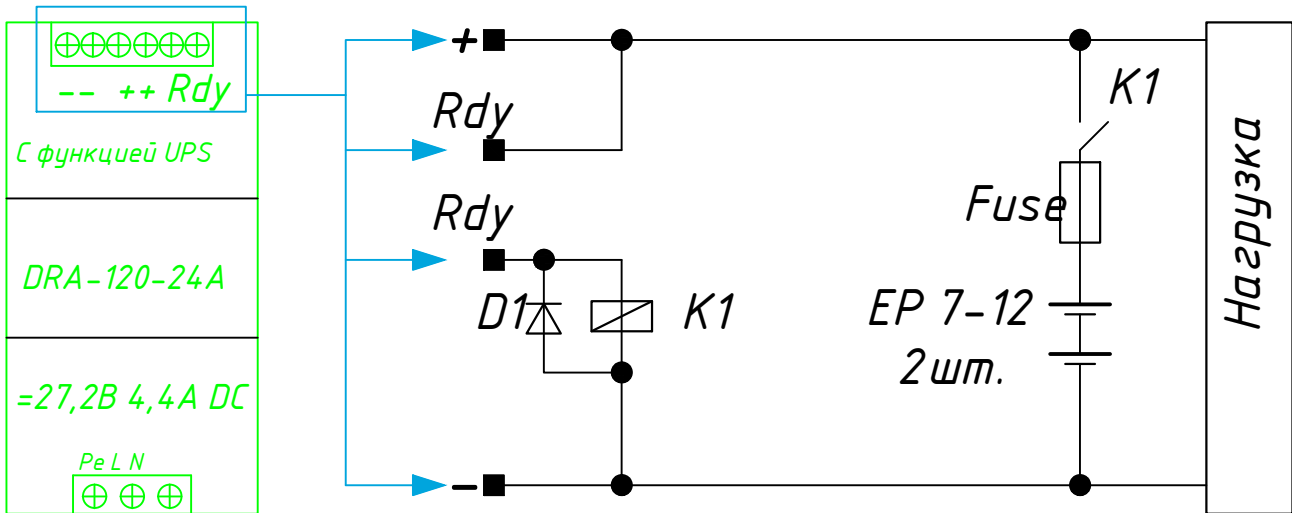 -- ++ Rdy
С функцией UPS
DRA-120-24A
=27,2В 4,4А DC
Pe L N
+
Rdy
Rdy
D1
K1
-
K1
Fuse
EP 7-12
2шт.
Нагрузка